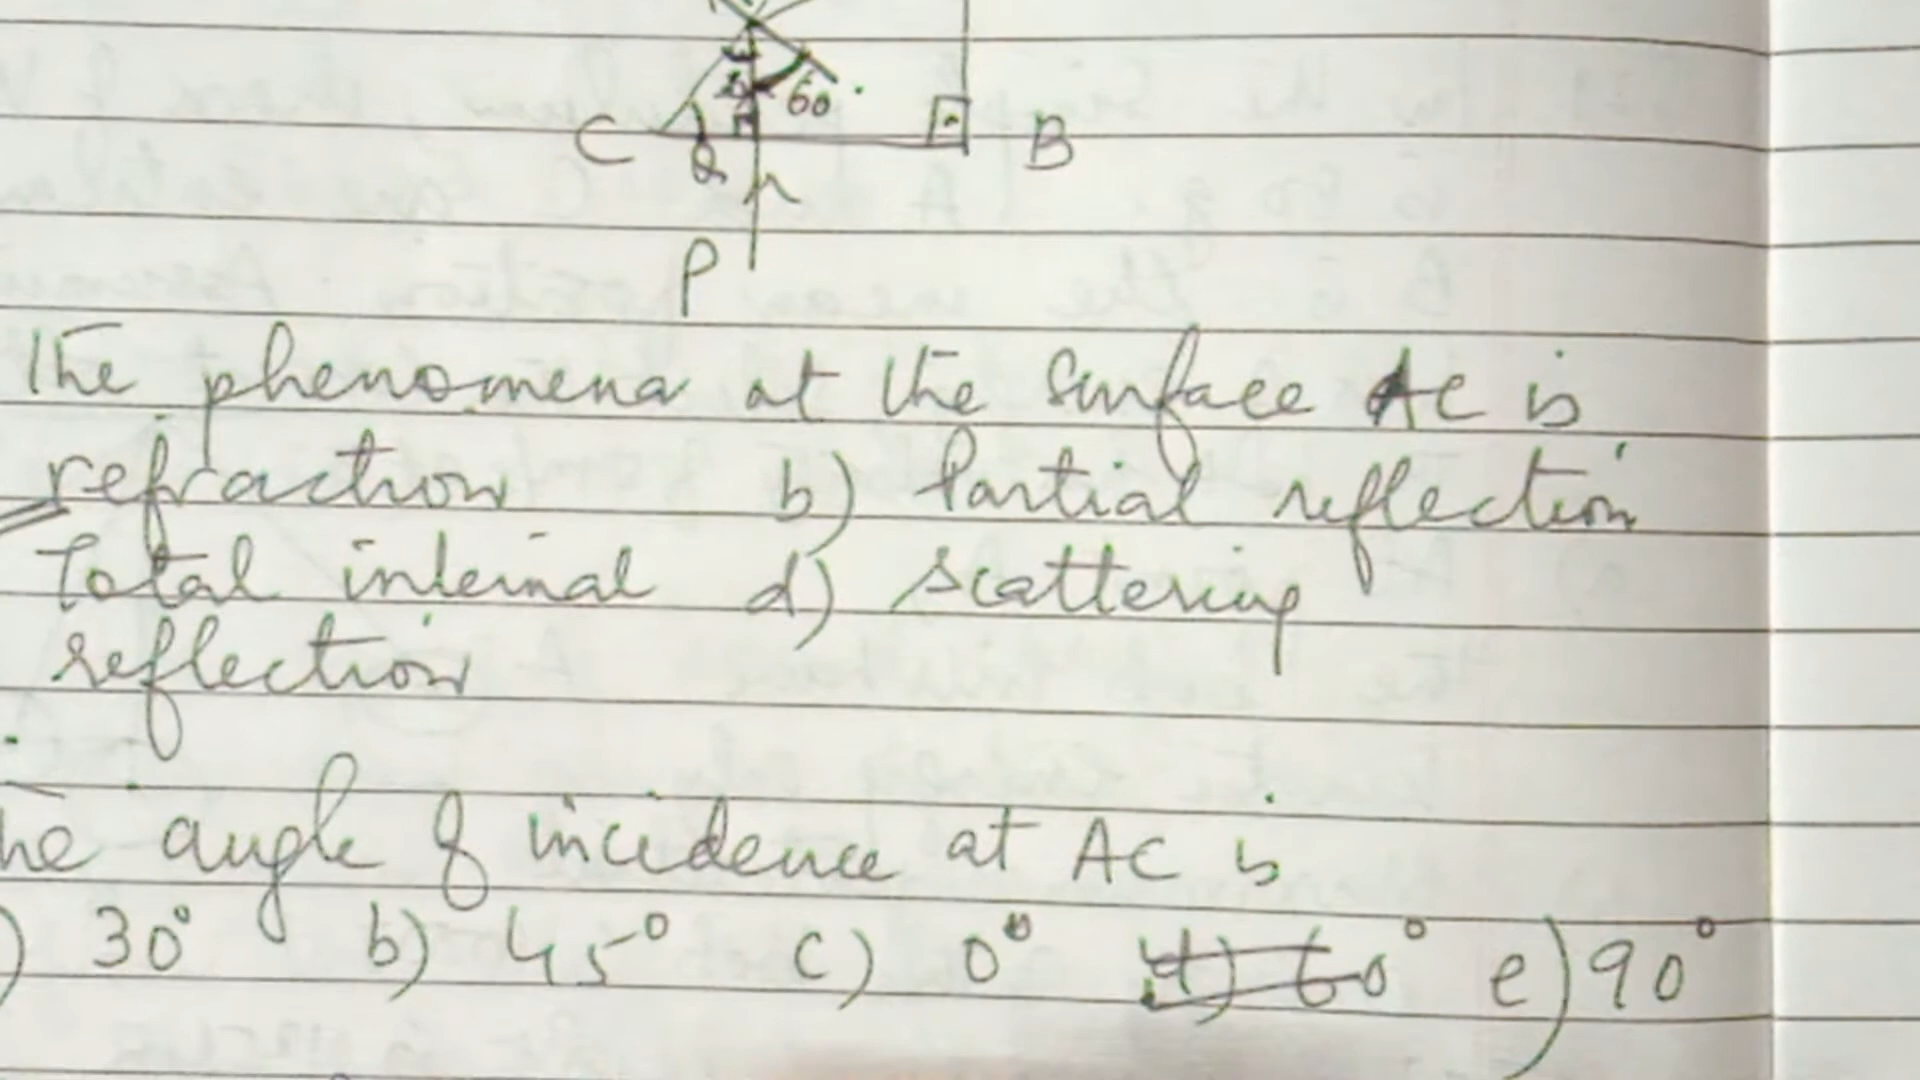 60
C
B
P
The phenomena at the surface AC is
refraction b) Partial reflection
Total internal d) scattering
reflection
he angle of incidence at AC is
) 30° b) 45° c) 0° d) 60° e) 90°